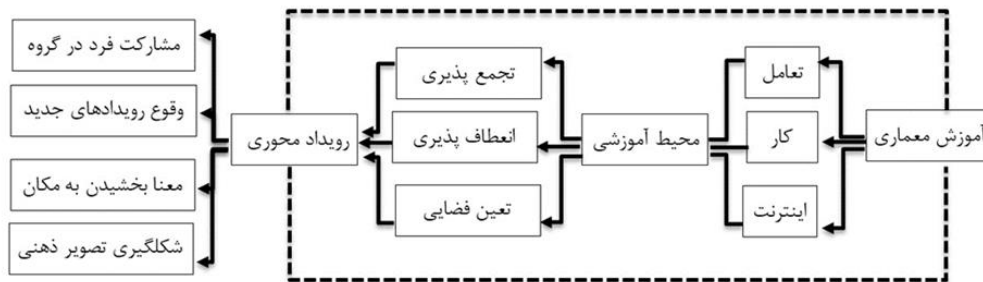 آموزش معماری
تعامل
کار
اینترنت
محیط آموزشی
تجمع پذیری
انعطاف پذیری
تعین فضایی
رویداد محوری
مشارکت فرد در گروه
وقوع رویدادهای جدید
معنا بخشیدن به مکان
شکلگیری تصویر ذهنی